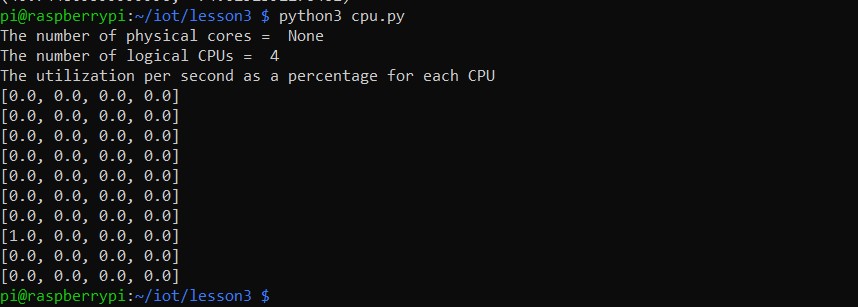 pi@raspberrypi:~/iot/lesson3 $ python3 cpu.py
The number of physical cores =  None
The number of logical CPUs =  4
The utilization per second as a percentage for each CPU
[0.0, 0.0, 0.0, 0.0]
[0.0, 0.0, 0.0, 0.0]
[0.0, 0.0, 0.0, 0.0]
[0.0, 0.0, 0.0, 0.0]
[0.0, 0.0, 0.0, 0.0]
[0.0, 0.0, 0.0, 0.0]
[0.0, 0.0, 0.0, 0.0]
[1.0, 0.0, 0.0, 0.0]
[0.0, 0.0, 0.0, 0.0]
[0.0, 0.0, 0.0, 0.0]
pi@raspberrypi:~/iot/lesson3 $